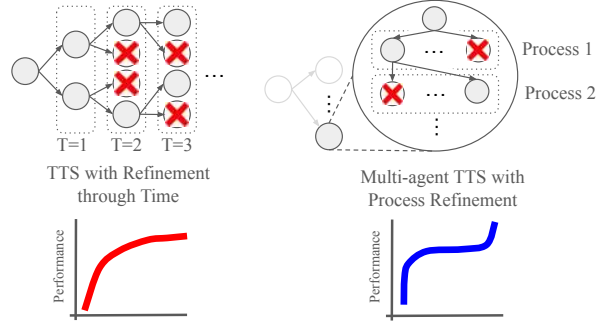 ...
T=1
T=2
T=3
TTS with Refinement
through Time
Performance
... Process 1
... Process 2
Multi-agent TTS with
Process Refinement
Performance